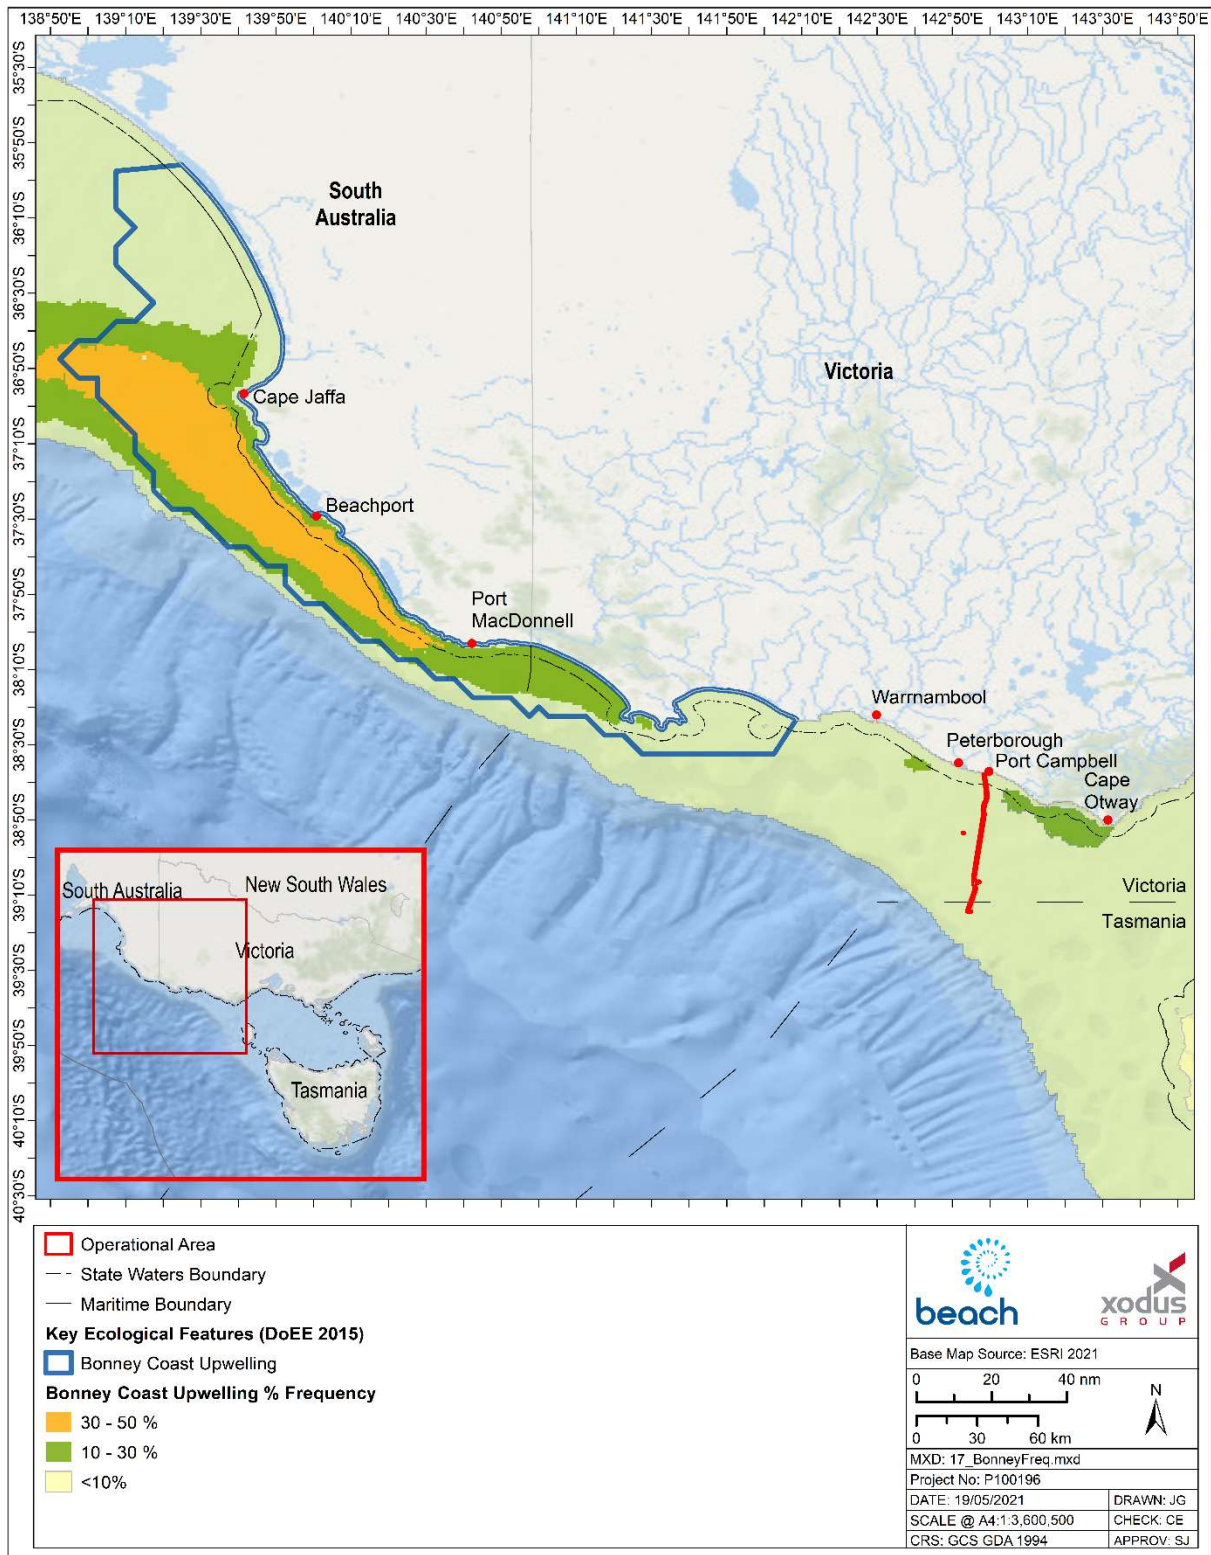 138°50'E 139°10'E 139°30'E 139°50'E 140°10'E 140°30'E 140°50'E 141°10'E 141°30'E 141°50'E 142°10'E 142°30'E 142°50'E 143°10'E 143°30'E 143°50'E
35°30'S
35°50'S
36°10'S
36°30'S
36°50'S
37°10'S
37°30'S
37°50'S
38°10'S
38°30'S
38°50'S
39°10'S
39°30'S
39°50'S
40°10'S
40°30'S
South
Australia
Victoria
Cape Jaffa
Beachport
Port
MacDonnell
Warrnambool
Peterborough
Port Campbell
Cape
Otway
Victoria
Tasmania
South Australia
New South Wales
Victoria
Tasmania
Operational Area
State Waters Boundary
Maritime Boundary
Key Ecological Features (DoEE 2015)
Bonney Coast Upwelling
Bonney Coast Upwelling % Frequency
30 - 50 %
10 - 30 %
<10%
beach
xodus
GROUP
Base Map Source: ESRI 2021
0 20 40 nm
N
0 30 60 km
MXD: 17_BonneyFreq.mxd
Project No: P100196
DATE: 19/05/2021 DRAWN: JG
SCALE @ A4:1:3,600,500 CHECK: CE
CRS: GCS GDA 1994 APPROV: SJ